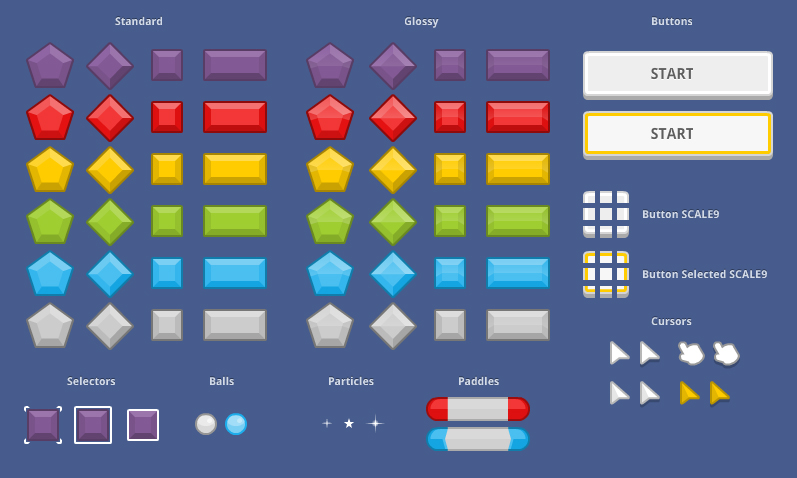 Standard
Glossy
Buttons
START
START
Button SCALE9
Button Selected SCALE9
Cursors
Selectors
Balls
Particles
Paddles